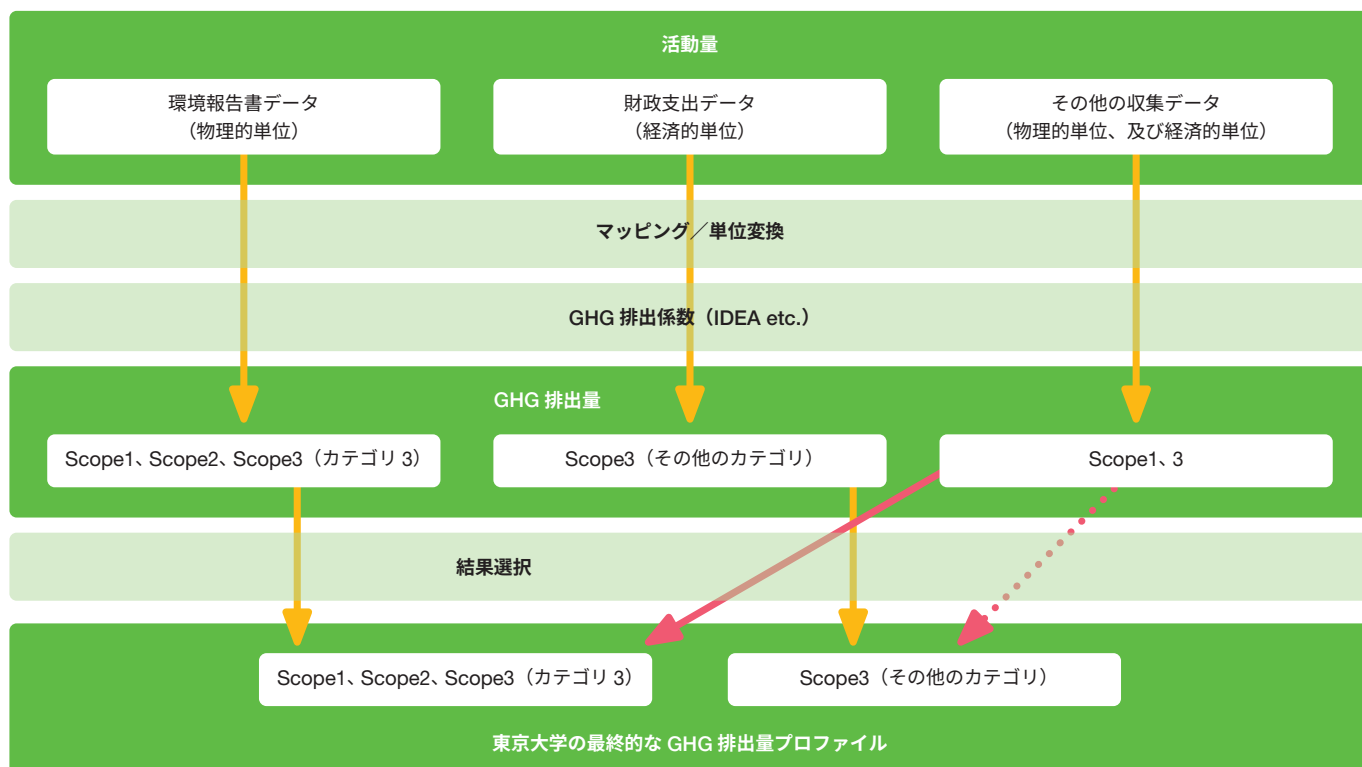 活動量
環境報告書データ
（物理的単位）
財政支出データ
（経済的単位）
その他の収集データ
（物理的単位、及び経済的単位）
マッピング／単位変換
GHG 排出係数（IDEA etc.）
GHG 排出量
Scope1、Scope2、Scope3（カテゴリ 3）
Scope3（その他のカテゴリ）
Scope1、3
結果選択
Scope1、Scope2、Scope3（カテゴリ 3）
Scope3（その他のカテゴリ）
東京大学の最終的な GHG 排出量プロファイル